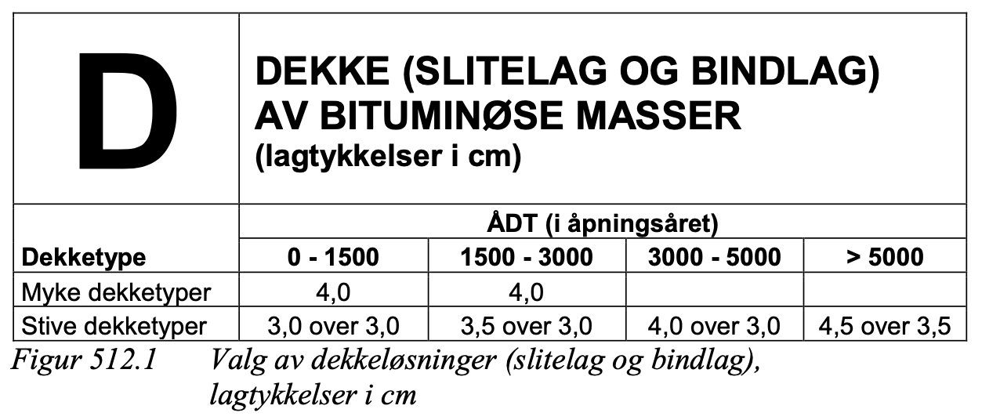 D
DEKKE (SLITELAG OG BINDLAG)
AV BITUMINØSE MASSER
(lagtykkelser i cm)
Dekketype
ÅDT (i åpningsåret)
0 - 1500 1500 - 3000 3000 - 5000 > 5000
Myke dekketyper 4,0 4,0
Stive dekketyper 3,0 over 3,0 3,5 over 3,0 4,0 over 3,0 4,5 over 3,5
Figur 512.1 Valg av dekkeløsninger (slitelag og bindlag),
lagtykkelser i cm